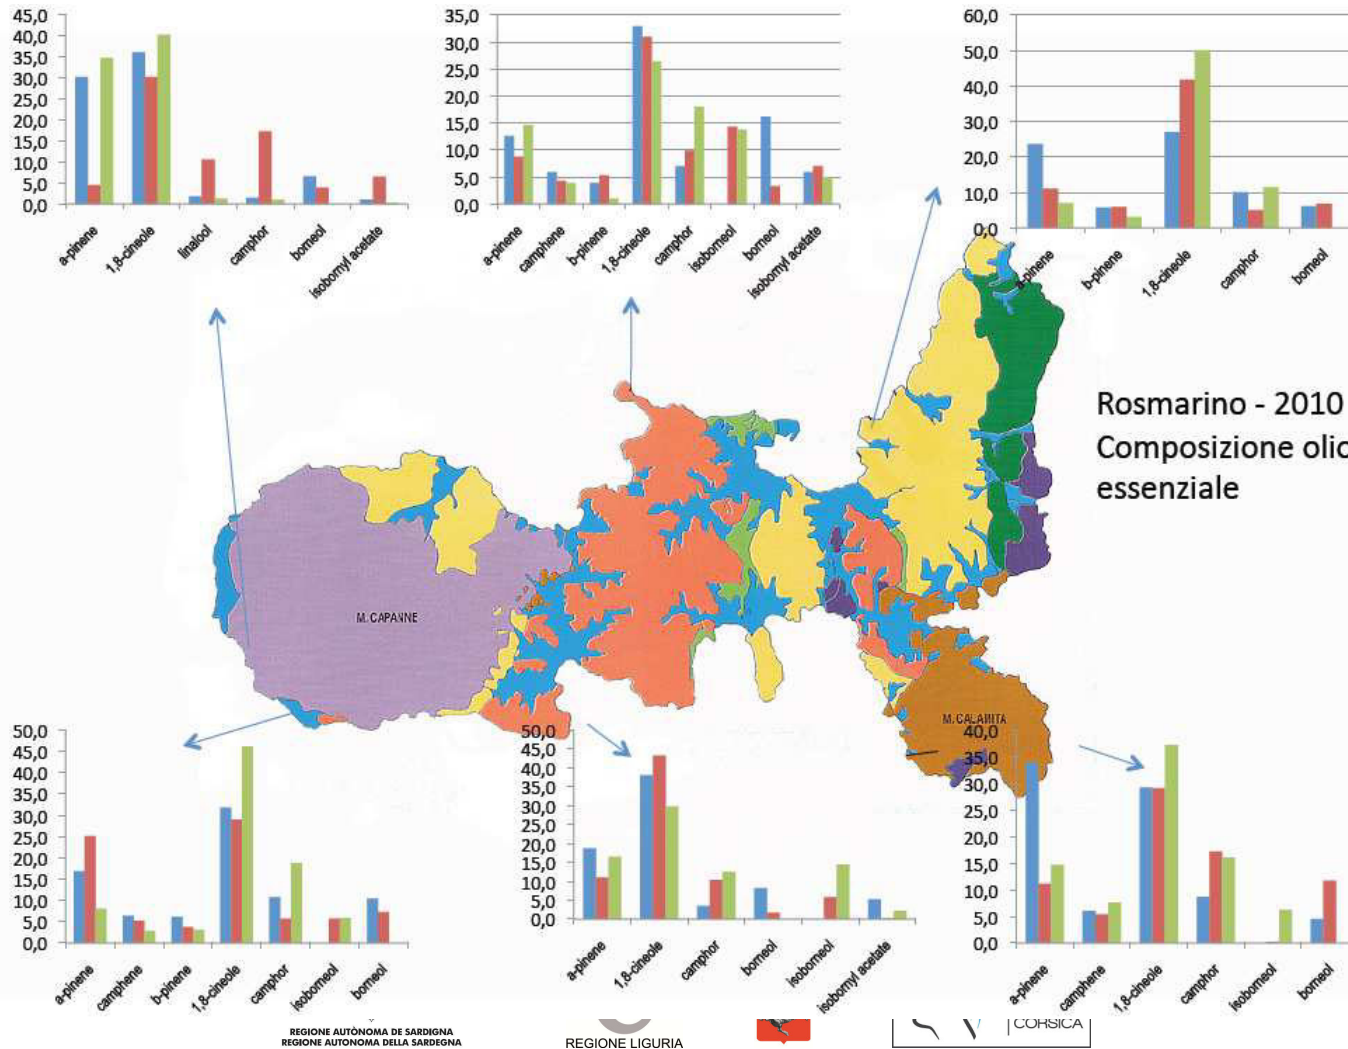 45,0
40,0
35,0
30,0
25,0
20,0
15,0
10,0
5,0
0,0
a-pinene
1,8-cineole
linalool
camphor
borneol
isobornyl acetate
35,0
30,0
25,0
20,0
15,0
10,0
5,0
0,0
a-pinene
camphene
b-pinene
1,8-cineole
camphor
isoborneol
borneol
isobornyl acetate
60,0
50,0
40,0
30,0
20,0
10,0
0,0
a-pinene
b-pinene
1,8-cineole
camphor
borneol
Rosmarino - 2010
Composizione olio
essenziale
M. CAPANNE
M. CALAMITA
50,0
45,0
40,0
35,0
30,0
25,0
20,0
15,0
10,0
5,0
0,0
a-pinene
camphene
b-pinene
1,8-cineole
camphor
isoborneol
borneol
50,0
45,0
40,0
35,0
30,0
25,0
20,0
15,0
10,0
5,0
0,0
a-pinene
1,8-cineole
camphor
borneol
isoborneol
isobornyl acetate
40,0
35,0
30,0
25,0
20,0
15,0
10,0
5,0
0,0
a-pinene
camphene
1,8-cineole
camphor
isoborneol
borneol
REGIONE AUTÒNOMA DE SARDIGNA
REGIONE AUTONOMA DELLA SARDEGNA
REGIONE LIGURIA
CORSICA